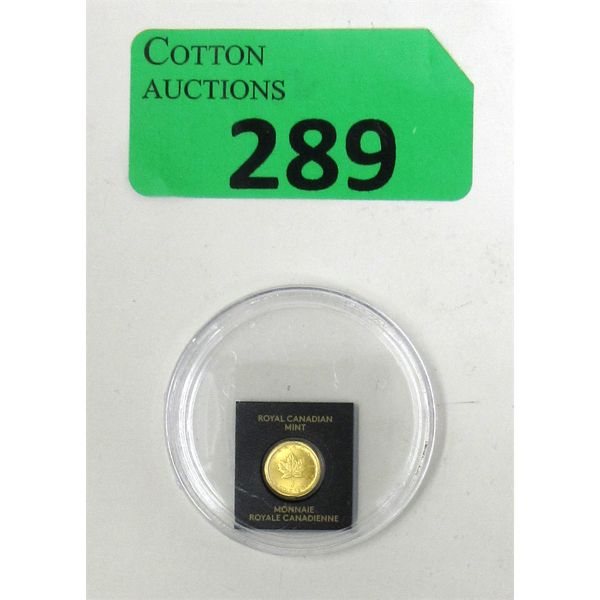 COTTON
AUCTIONS
289
ROYAL CANADIAN
MINT
MONNAIE
ROYALE CANADIENNE